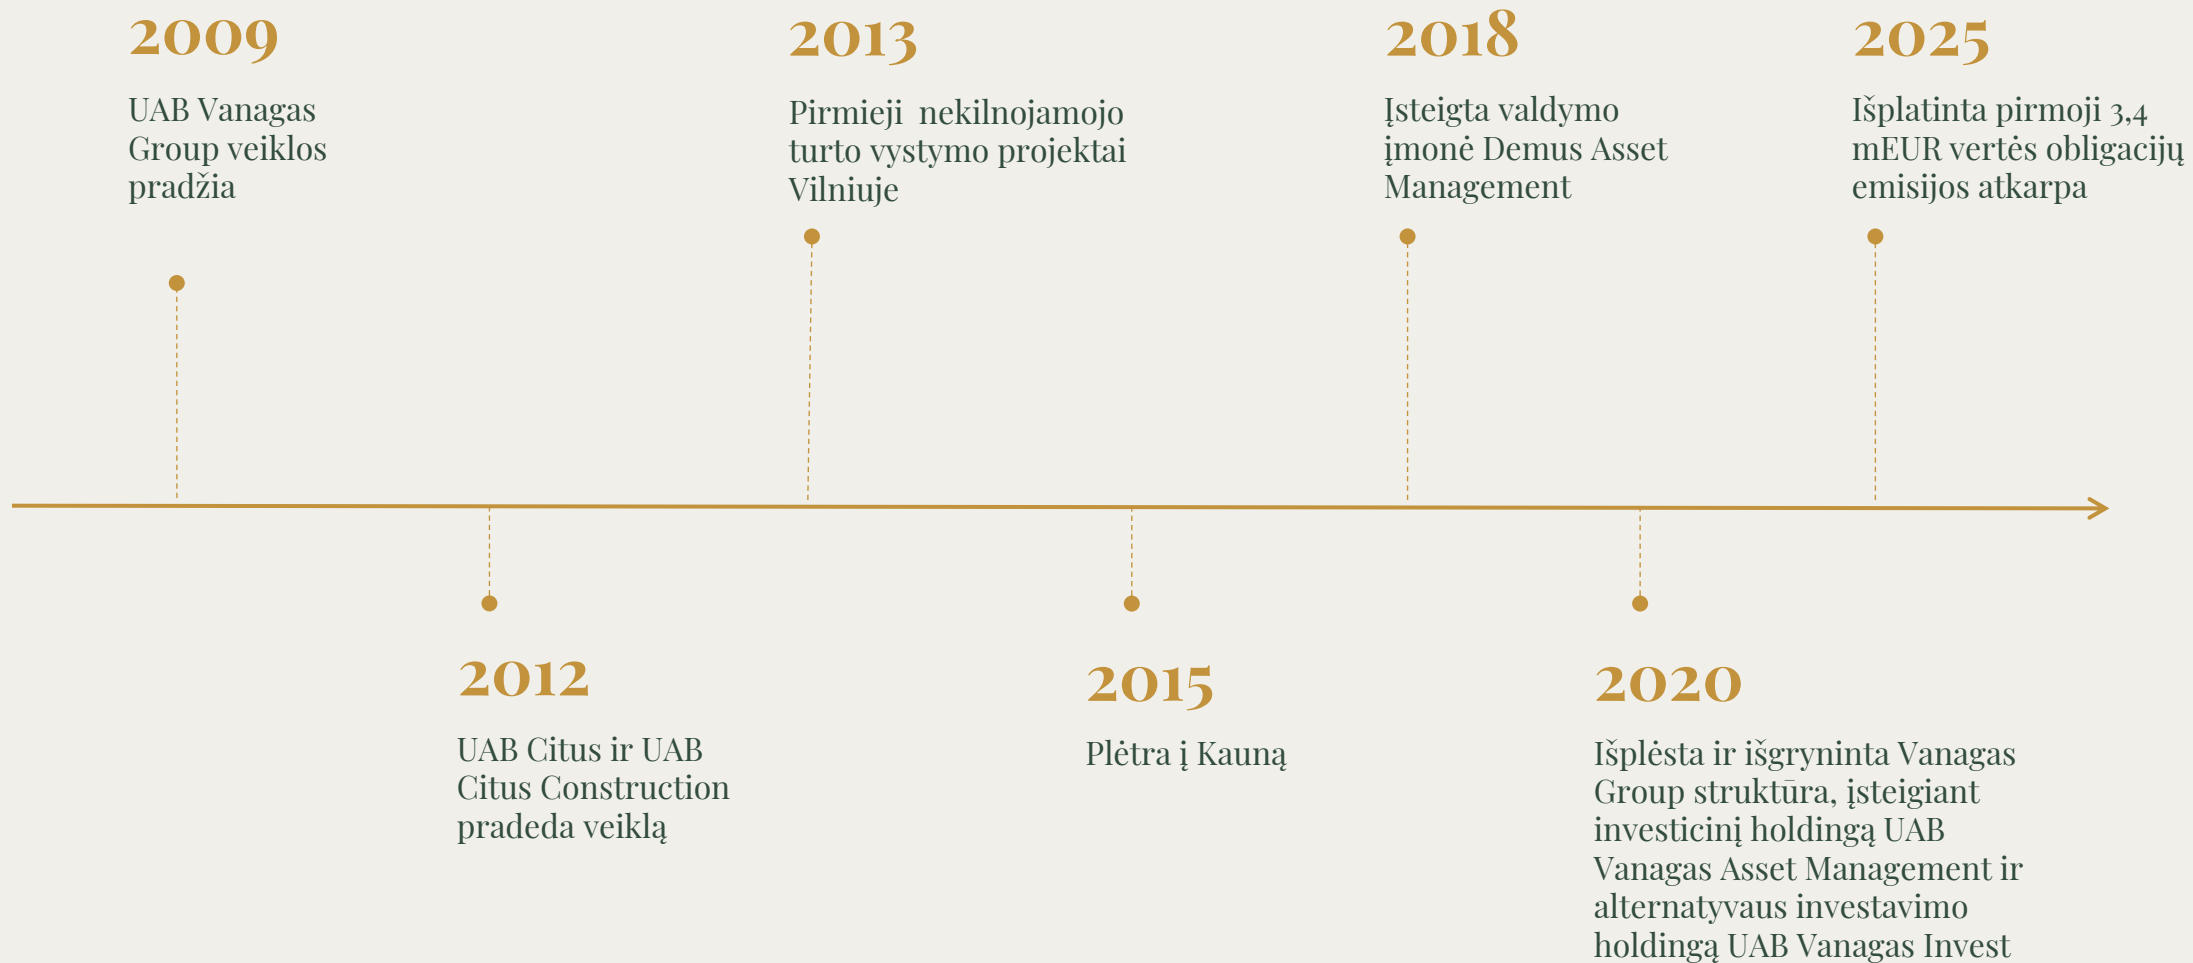 2009
UAB Vanagas
Group veiklos
pradžia
2013
Pirmieji  nekilnojamojo
turto vystymo projektai
Vilniuje
2018
Įsteigta valdymo
įmonė Demus Asset
Management
2025
Išplatinta pirmoji 3,4
mEUR vertės obligacijų
emisijos atkarpa
2012
UAB Citus ir UAB
Citus Construction
pradeda veiklą
2015
Plėtra į Kauną
2020
Išplėsta ir išgryninta Vanagas
Group struktūra, įsteigiant
investicinį holdingą UAB
Vanagas Asset Management ir
alternatyvaus investavimo
holdingą UAB Vanagas Invest